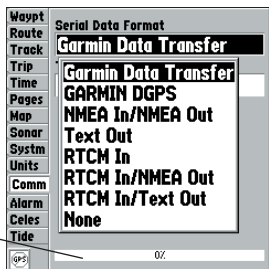 Waypt
Route
Track
Trip
Time
Pages
Map
Sonar
Systm
Units
Comm
Alarm
Celes
Tide
GPS
Serial Data Format
Garmin Data Transfer
Garmin Data Transfer
GARMIN DGPS
NMEA In/NMEA Out
Text Out
RTCM In
RTCM In/NMEA Out
RTCM In/Text Out
None
0%